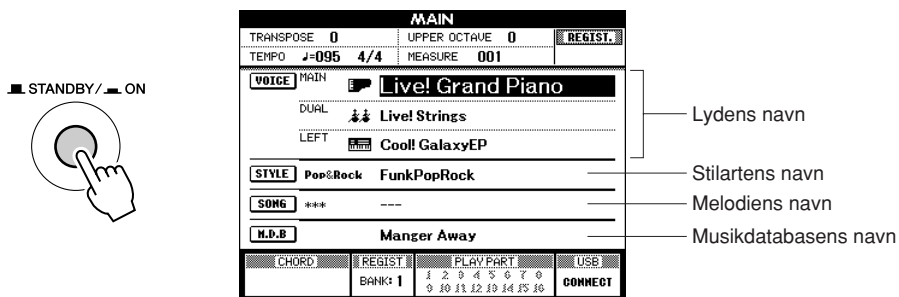 STANDBY/ ON
MAIN
TRANSPOSE 0 UPPER OCTAVE 0 REGIST.
TEMPO ♩=095 4/4 MEASURE 001
VOICE MAIN Live! Grand Piano
DUAL Live! Strings
LEFT Cool! GalaxyEP
STYLE Pop&Rock FunkPopRock
SONG *** ---
M.D.B Manger Away
CHORD REGIST PLAY PART USB
BANK: 1 1 2 3 4 5 6 7 8 CONNECT
9 10 11 12 13 14 15 16
Lydens navn
Stilartens navn
Melodiens navn
Musikdatabasens navn